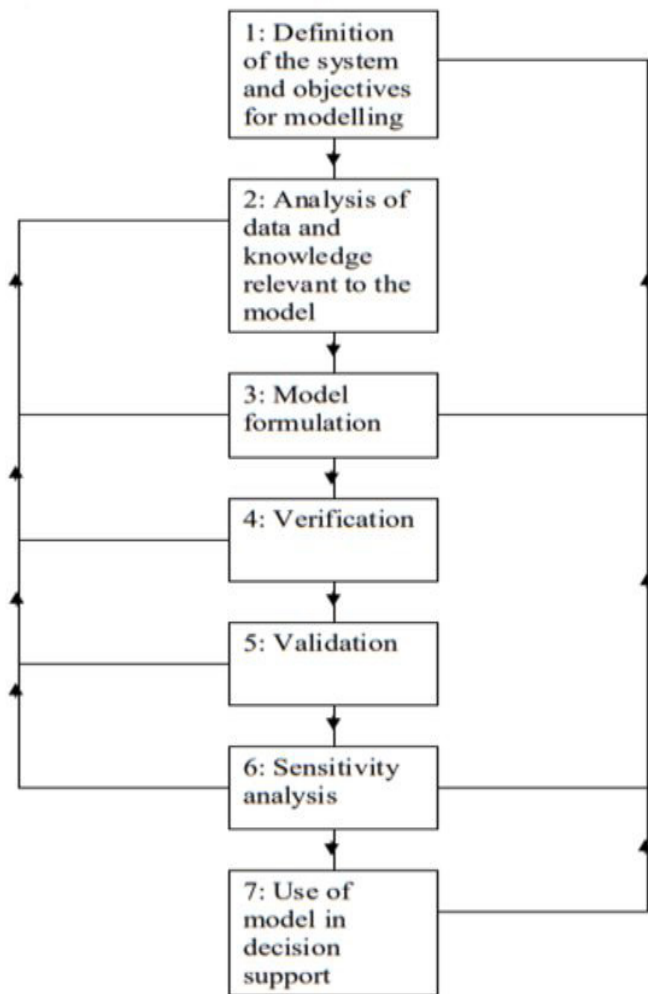 1: Definition
of the system
and objectives
for modelling
2: Analysis of
data and
knowledge
relevant to the
model
3: Model
formulation
4: Verification
5: Validation
6: Sensitivity
analysis
7: Use of
model in
decision
support